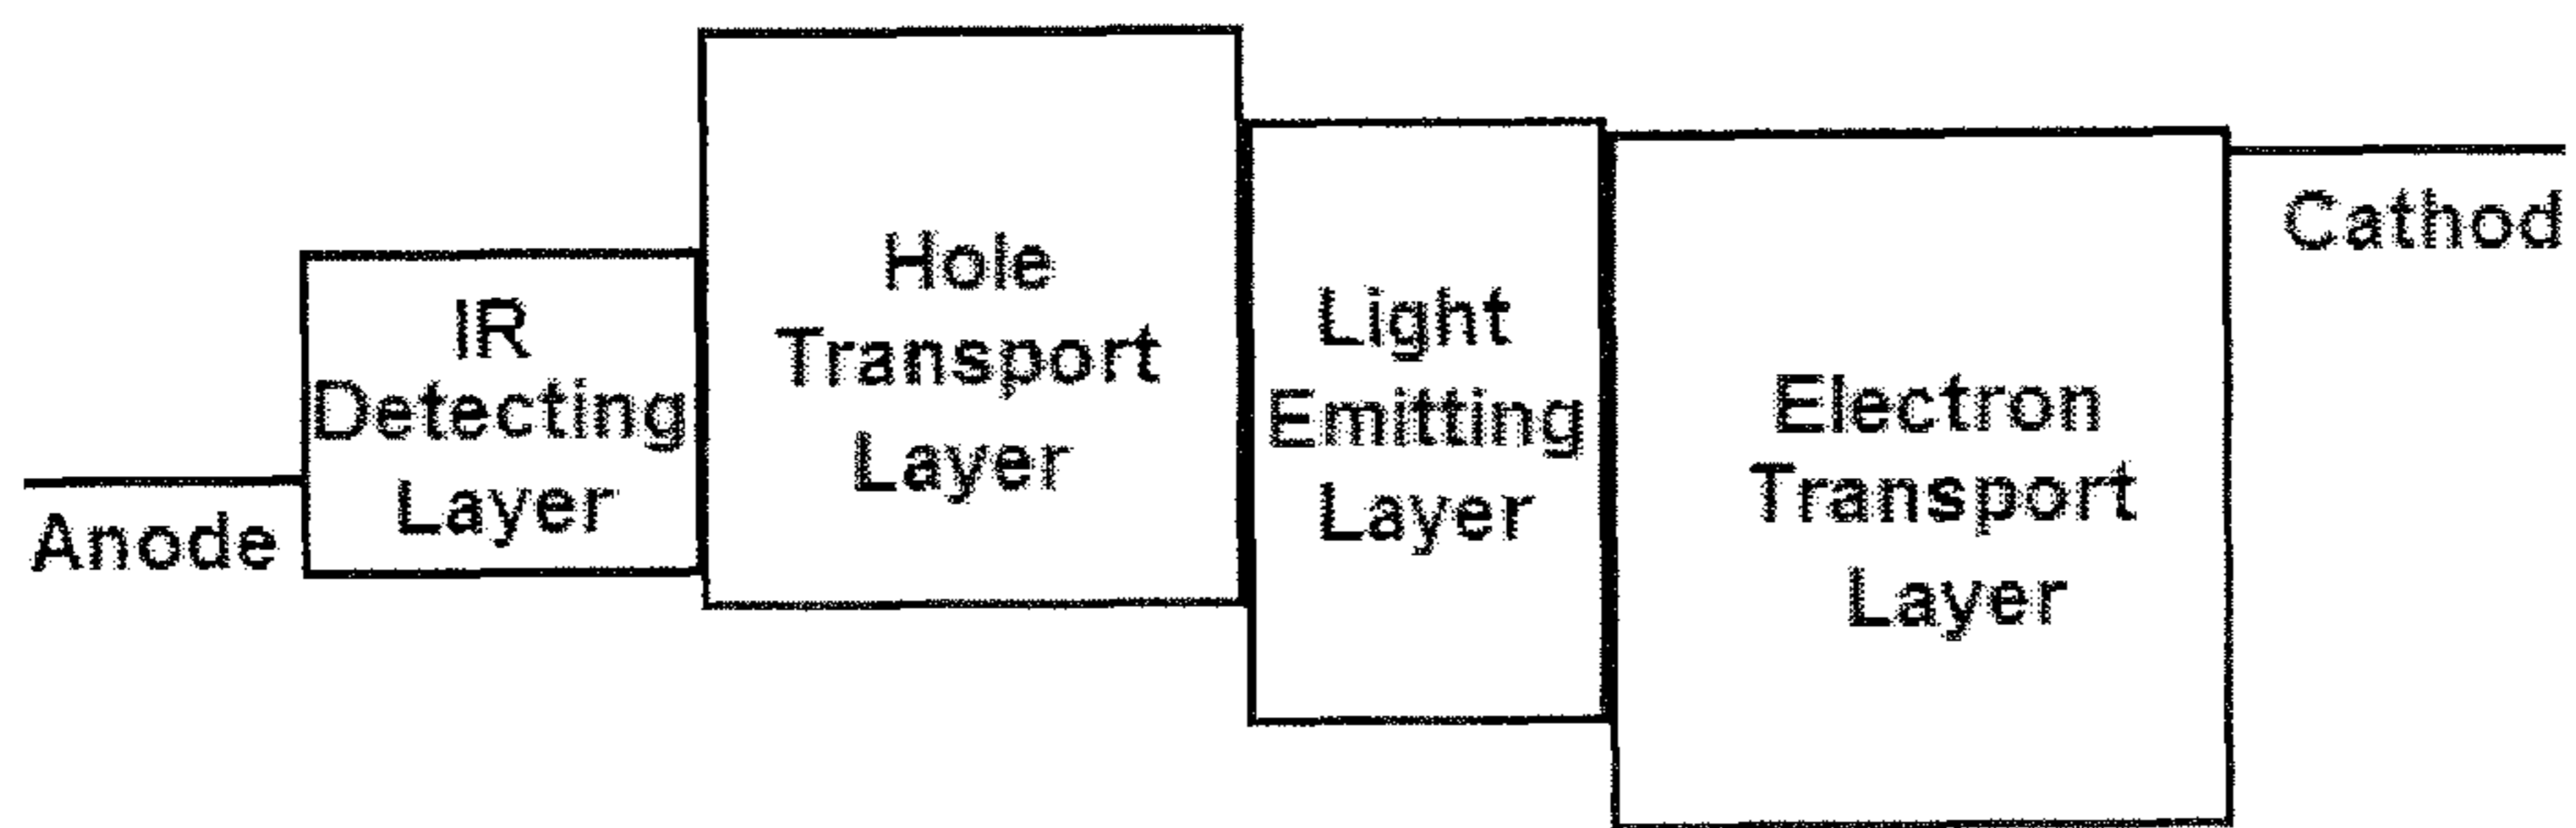 Anode
IR
Detecting
Layer
Hole
Transport
Layer
Light
Emitting
Layer
Electron
Transport
Layer
Cathod